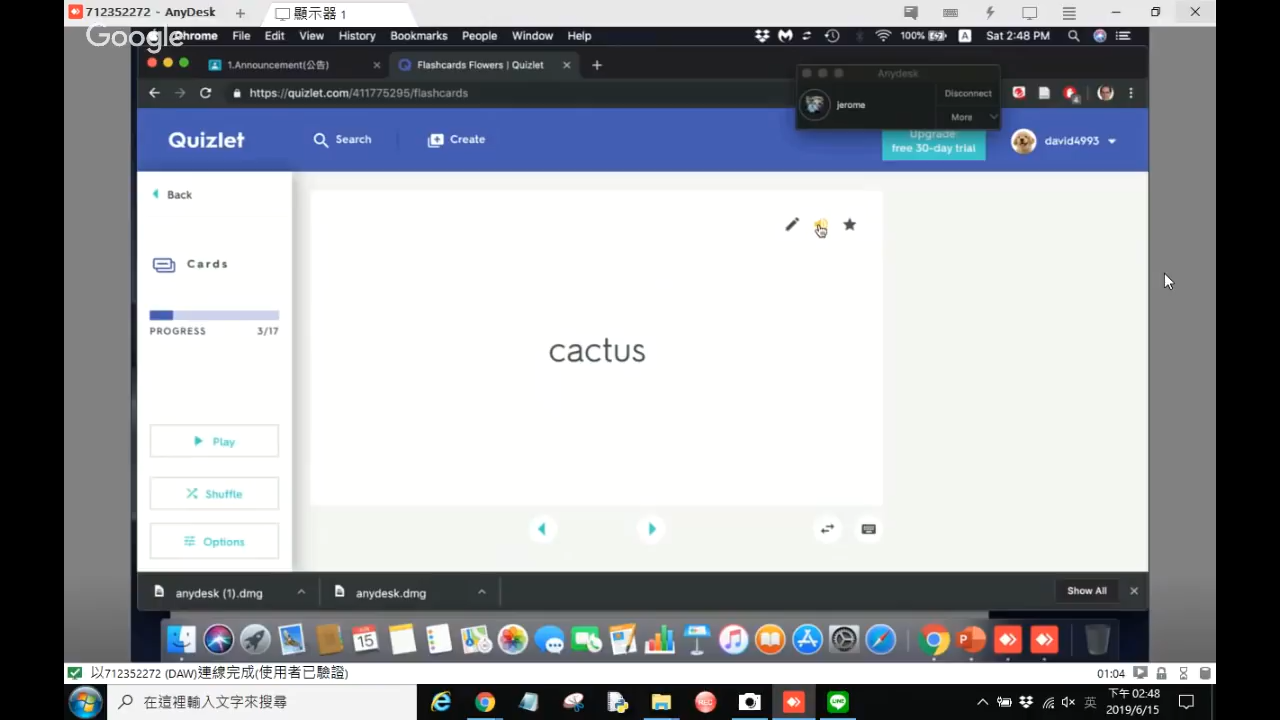 712352272 - AnyDesk
顯示器 1
Google
Chrome File Edit View History Bookmarks People Window Help
100% A Sat 2:48 PM
1.Announcement(公告)
Flashcards Flowers | Quizlet
Anydesk
https://quizlet.com/411775295/flashcards
jerome
Disconnect
More
Quizlet
Search
Create
Upgrade
free 30-day trial
david4993
Back
Cards
PROGRESS 3/17
cactus
Play
Shuffle
Options
anydesk (1).dmg
anydesk.dmg
Show All
15
以712352272 (DAW)連線完成(使用者已驗證)
01:04
在這裡輸入文字來搜尋
REC
LINE
英
下午 02:48
2019/6/15